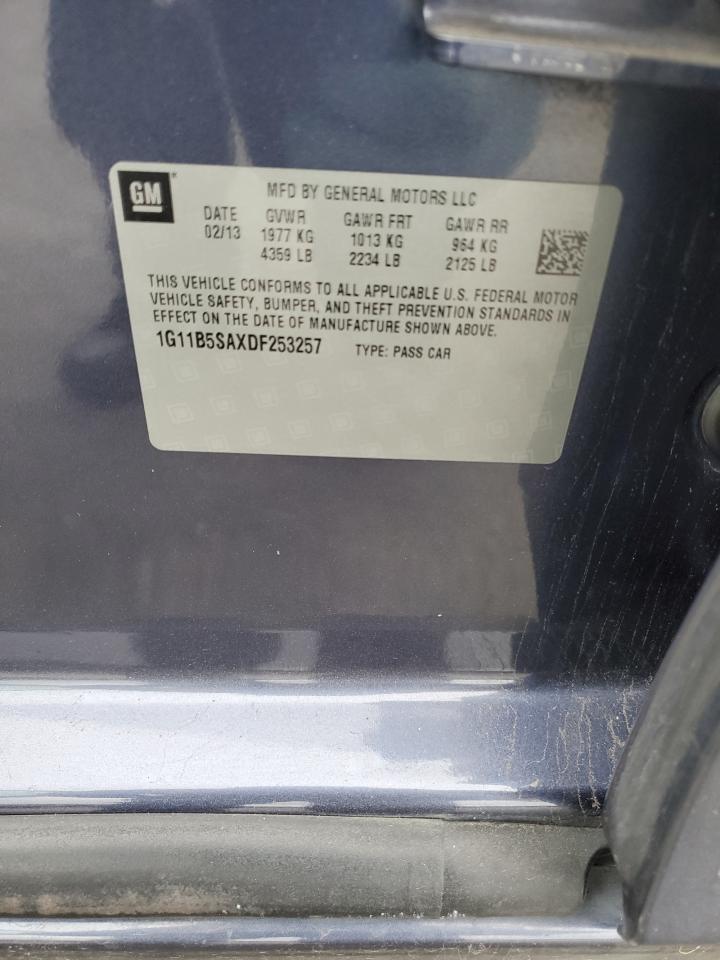 GM
MFD BY GENERAL MOTORS LLC
DATE GVWR GAWR FRT GAWR RR
02/13 1977 KG 1013 KG 964 KG
4359 LB 2234 LB 2125 LB
THIS VEHICLE CONFORMS TO ALL APPLICABLE U.S. FEDERAL MOTOR
VEHICLE SAFETY, BUMPER, AND THEFT PREVENTION STANDARDS IN
EFFECT ON THE DATE OF MANUFACTURE SHOWN ABOVE.
1G11B5SAXDF253257 TYPE: PASS CAR